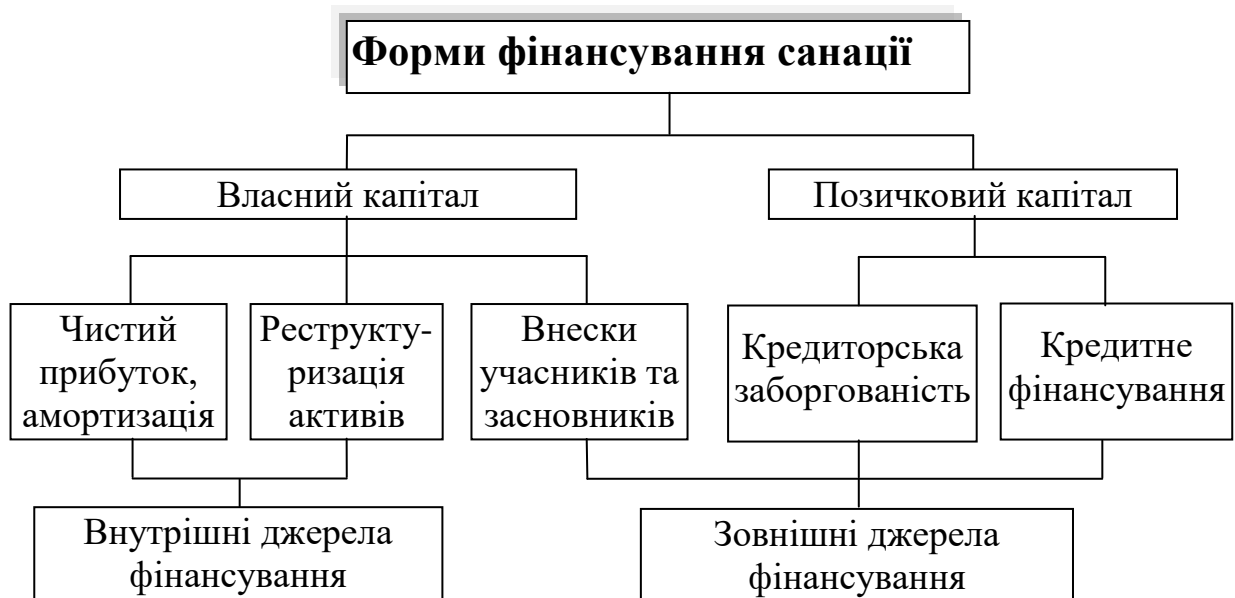 Форми фінансування санації
Власний капітал
Позичковий капітал
Чистий
прибуток,
амортизація
Реструкту-
ризація
активів
Внески
учасників та
засновників
Кредиторська
заборгованість
Кредитне
фінансування
Внутрішні джерела
фінансування
Зовнішні джерела
фінансування